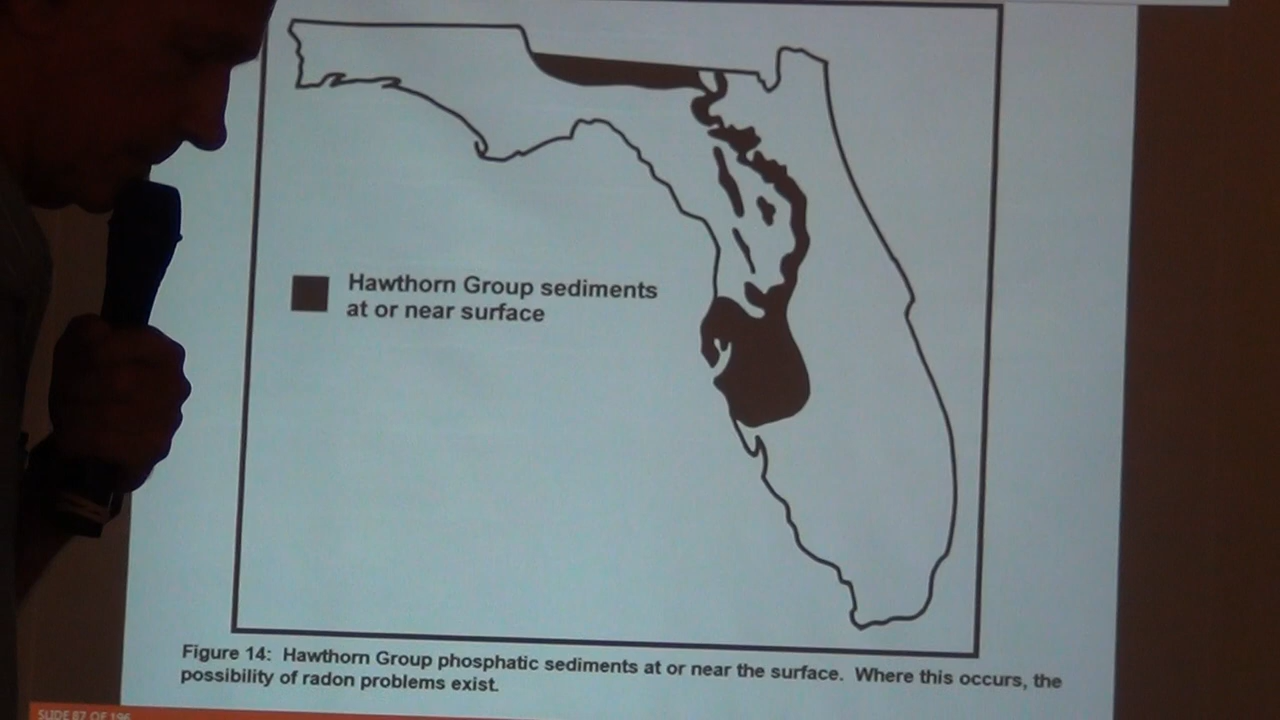 Hawthorn Group sediments
at or near surface
Figure 14: Hawthorn Group phosphatic sediments at or near the surface. Where this occurs, the
possibility of radon problems exist.
SLIDE 87 OF 196